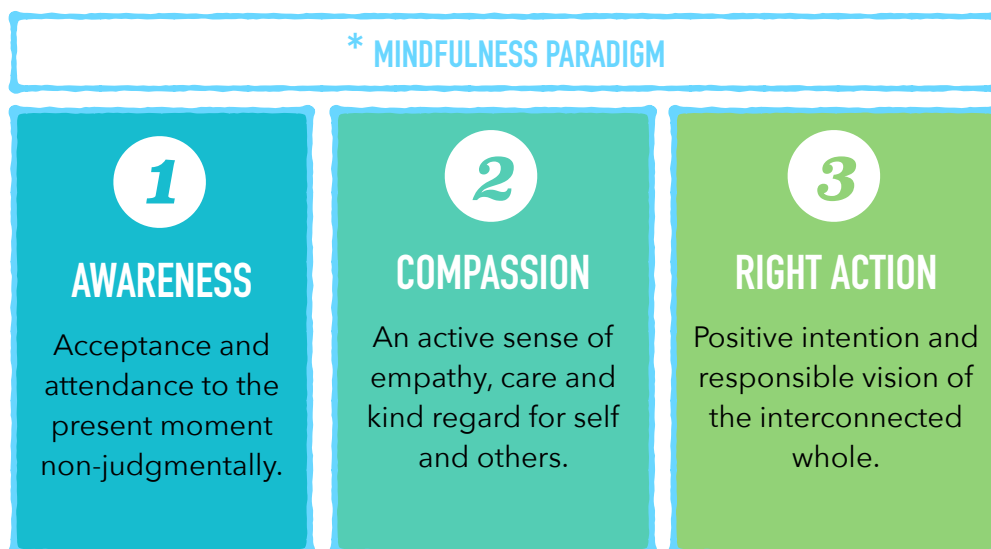 * MINDFULNESS PARADIGM
1
AWARENESS
Acceptance and
attendance to the
present moment
non-judgmentally.
2
COMPASSION
An active sense of
empathy, care and
kind regard for self
and others.
3
RIGHT ACTION
Positive intention and
responsible vision of
the interconnected
whole.